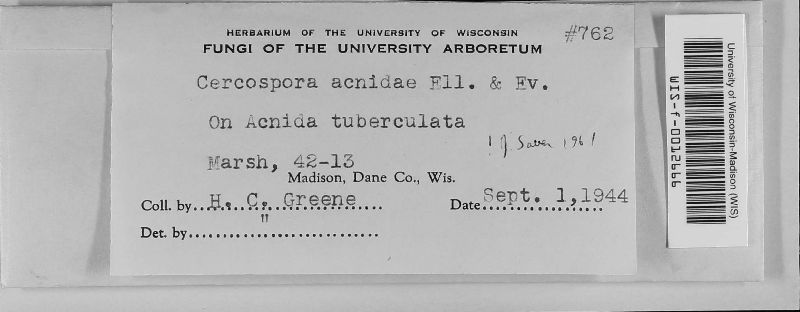 HERBARIUM OF THE UNIVERSITY OF WISCONSIN
FUNGI OF THE UNIVERSITY ARBORETUM
#762
Cercospora acnidae Ell. & Ev.
On Acnida tuberculata
! J 1961
Marsh, 42-13
Madison, Dane Co., Wis.
Coll. by..H. C. Greene....
Date Sept. 1,1944
"
Det. by............................
University of Wisconsin-Madison (WIS)